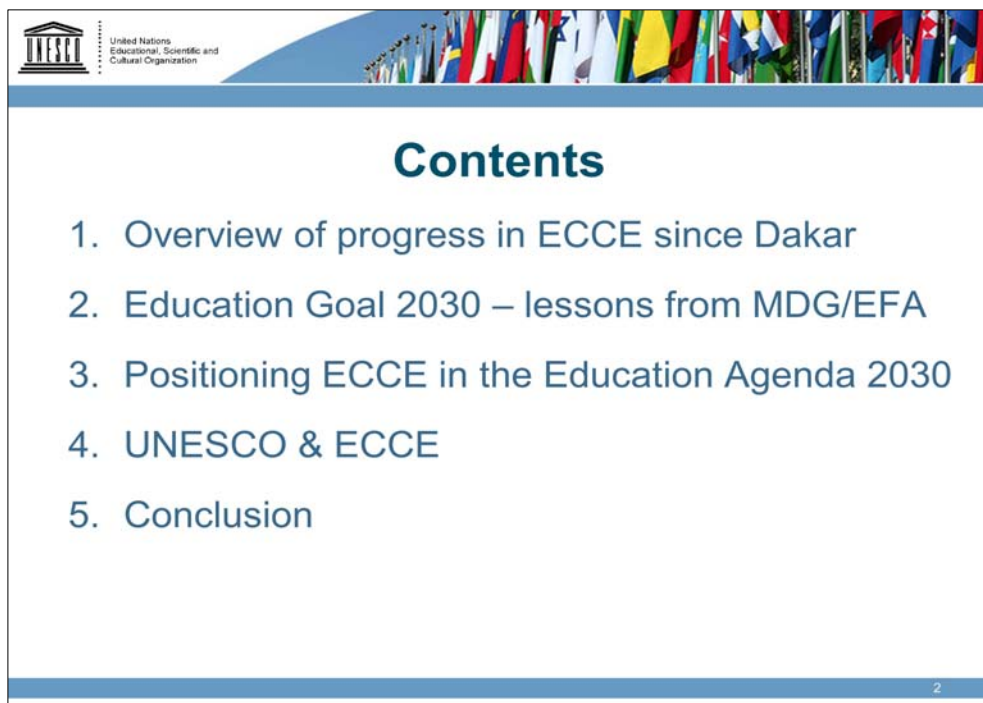 UNESCO
United Nations
Educational, Scientific and
Cultural Organization
Contents
1. Overview of progress in ECCE since Dakar
2. Education Goal 2030 – lessons from MDG/EFA
3. Positioning ECCE in the Education Agenda 2030
4. UNESCO & ECCE
5. Conclusion
2